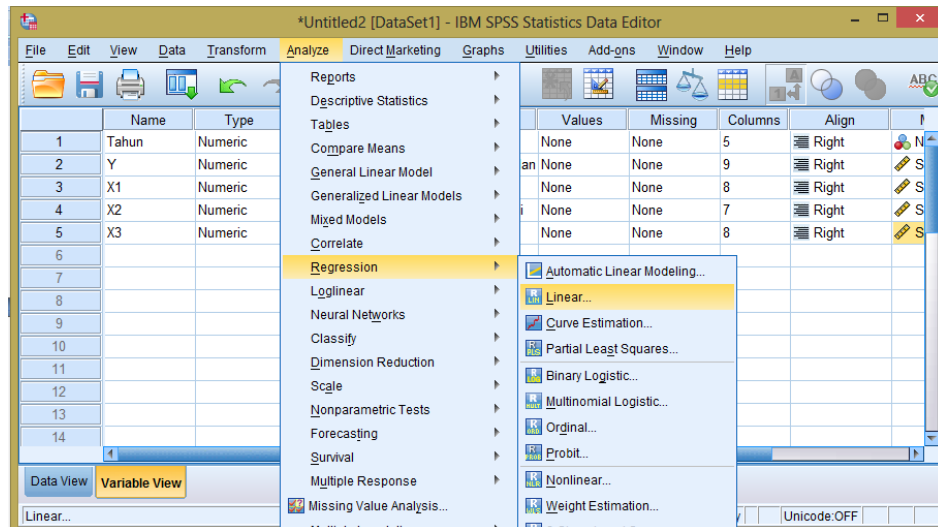 *Untitled2 [DataSet1] - IBM SPSS Statistics Data Editor
File Edit View Data Transform Analyze Direct Marketing Graphs Utilities Add-ons Window Help
Name Type Values Missing Columns Align
1 Tahun Numeric None None 5 Right N
2 Y Numeric an None None 9 Right S
3 X1 Numeric None None 8 Right S
4 X2 Numeric i None None 7 Right S
5 X3 Numeric None None 8 Right S
6
7
8
9
10
11
12
13
14
Reports
Descriptive Statistics
Tables
Compare Means
General Linear Model
Generalized Linear Models
Mixed Models
Correlate
Regression
Loglinear
Neural Networks
Classify
Dimension Reduction
Scale
Nonparametric Tests
Forecasting
Survival
Multiple Response
Missing Value Analysis...
Automatic Linear Modeling...
Linear...
Curve Estimation...
Partial Least Squares...
Binary Logistic...
Multinomial Logistic...
Ordinal...
Probit...
Nonlinear...
Weight Estimation...
Data View Variable View
Linear... Unicode:OFF